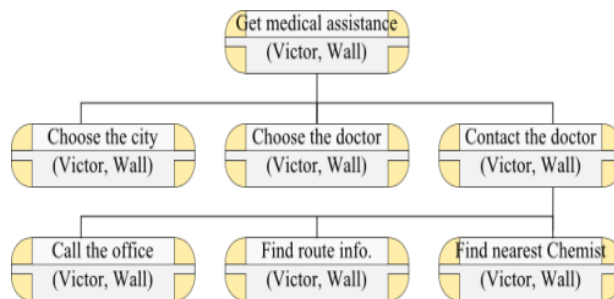 Get medical assistance
(Victor, Wall)
Choose the city
(Victor, Wall)
Choose the doctor
(Victor, Wall)
Contact the doctor
(Victor, Wall)
Call the office
(Victor, Wall)
Find route info.
(Victor, Wall)
Find nearest Chemist
(Victor, Wall)